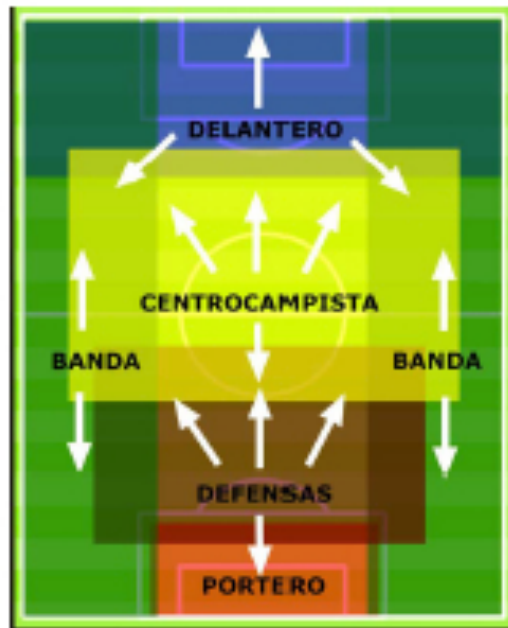 DELANTERO
CENTROCAMPISTA
BANDA BANDA
DEFENSAS
PORTERO